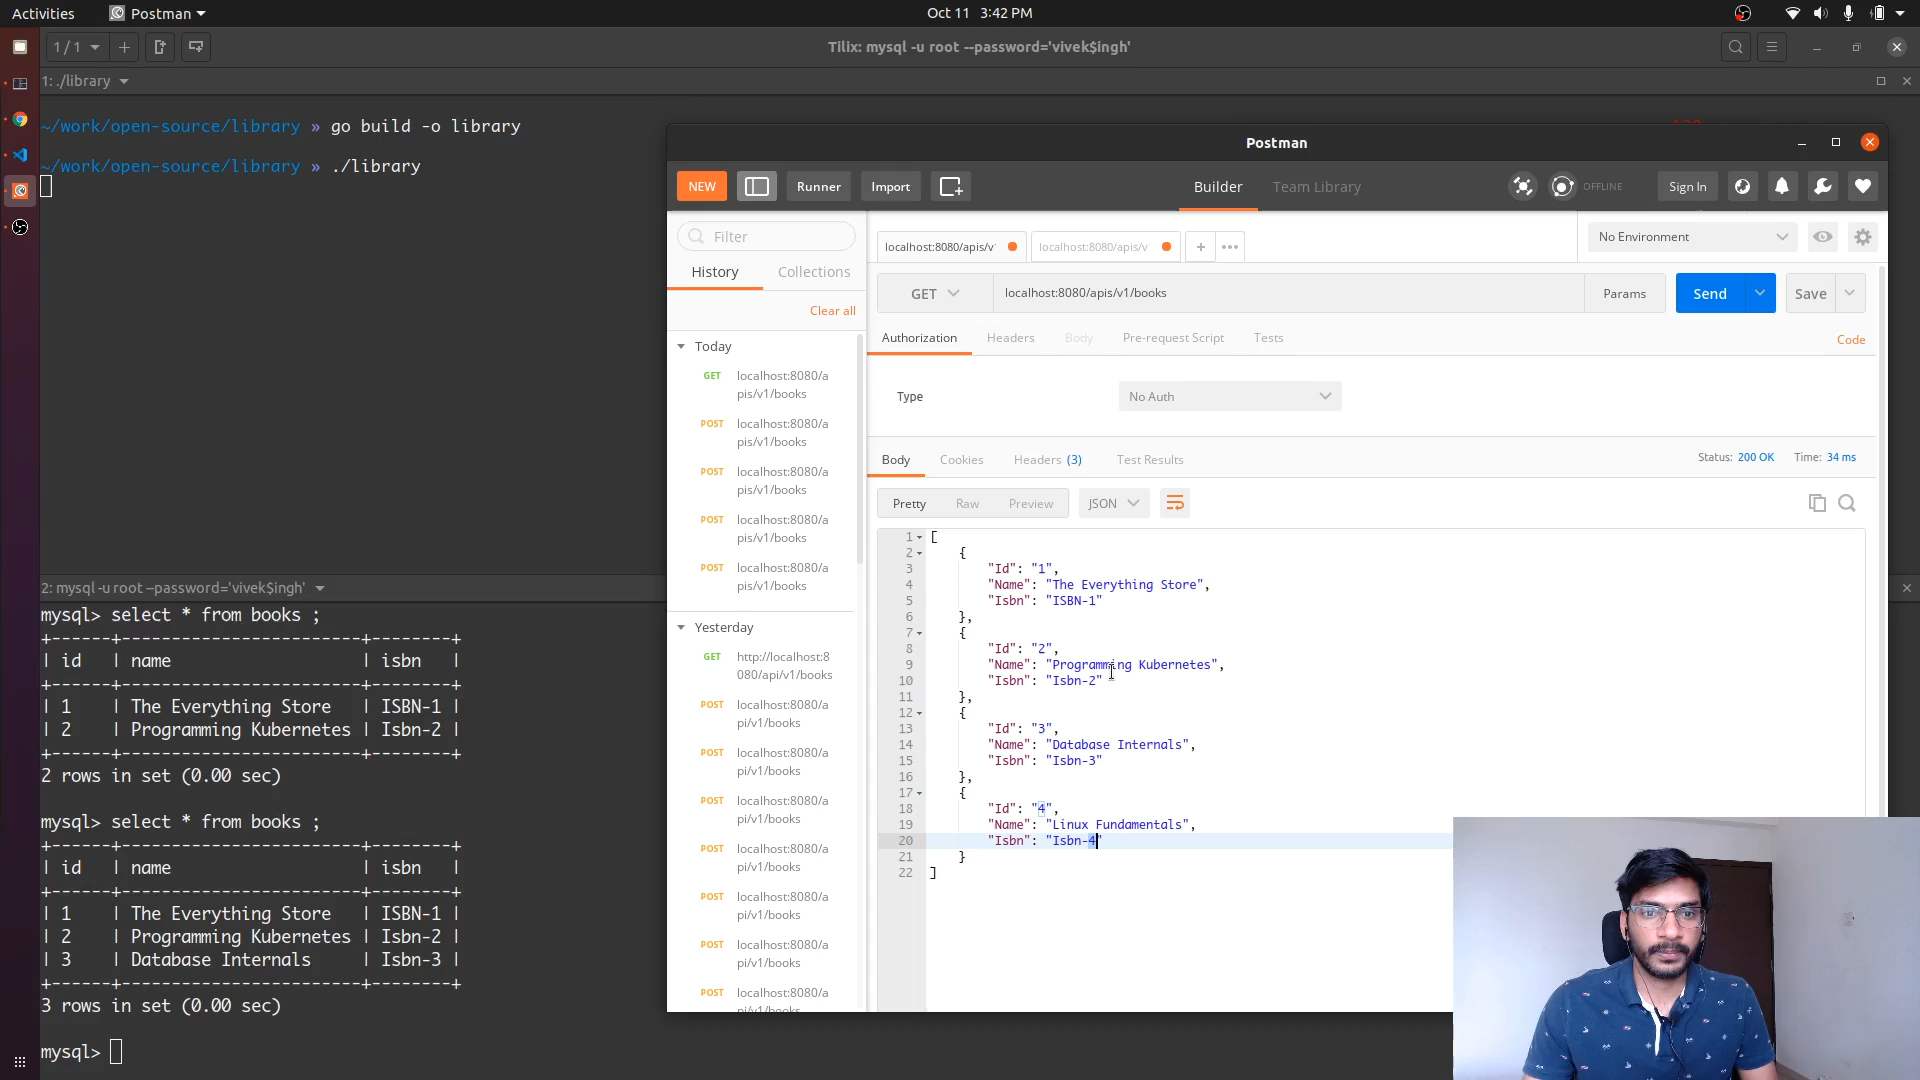 Activities
Postman
Oct 11 3:42 PM
1 / 1
Tilix: mysql -u root --password='vivek$ingh'
1: ./library
~/work/open-source/library » go build -o library
~/work/open-source/library » ./library
2: mysql -u root --password='vivek$ingh'
mysql> select * from books ;
+------+------------------------+--------+
| id   | name                   | isbn   |
+------+------------------------+--------+
| 1    | The Everything Store   | ISBN-1 |
| 2    | Programming Kubernetes | Isbn-2 |
+------+------------------------+--------+
2 rows in set (0.00 sec)
mysql> select * from books ;
+------+------------------------+--------+
| id   | name                   | isbn   |
+------+------------------------+--------+
| 1    | The Everything Store   | ISBN-1 |
| 2    | Programming Kubernetes | Isbn-2 |
| 3    | Database Internals     | Isbn-3 |
+------+------------------------+--------+
3 rows in set (0.00 sec)
mysql>
Postman
NEW
Runner
Import
Builder
Team Library
OFFLINE
Sign In
Filter
History
Collections
Clear all
Today
GET localhost:8080/a
pis/v1/books
POST localhost:8080/a
pis/v1/books
POST localhost:8080/a
pis/v1/books
POST localhost:8080/a
pis/v1/books
POST localhost:8080/a
pis/v1/books
Yesterday
GET http://localhost:8
080/api/v1/books
POST localhost:8080/a
pi/v1/books
POST localhost:8080/a
pi/v1/books
POST localhost:8080/a
pi/v1/books
POST localhost:8080/a
pi/v1/books
POST localhost:8080/a
pi/v1/books
POST localhost:8080/a
pi/v1/books
POST localhost:8080/a
localhost:8080/apis/v
localhost:8080/apis/v
No Environment
GET
localhost:8080/apis/v1/books
Params
Send
Save
Authorization
Headers
Body
Pre-request Script
Tests
Code
Type
No Auth
Body
Cookies
Headers (3)
Test Results
Status: 200 OK
Time: 34 ms
Pretty
Raw
Preview
JSON
1 [
2 {
3 "Id": "1",
4 "Name": "The Everything Store",
5 "Isbn": "ISBN-1"
6 },
7 {
8 "Id": "2",
9 "Name": "Programming Kubernetes",
10 "Isbn": "Isbn-2"
11 },
12 {
13 "Id": "3",
14 "Name": "Database Internals",
15 "Isbn": "Isbn-3"
16 },
17 {
18 "Id": "4",
19 "Name": "Linux Fundamentals",
20 "Isbn": "Isbn-4"
21 }
22 ]